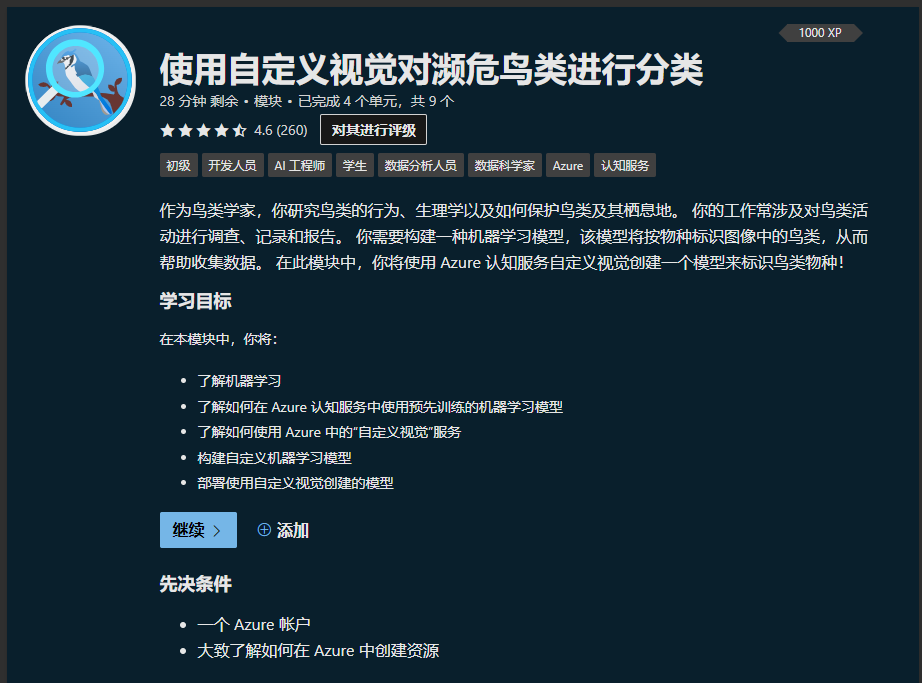 1000 XP
使用自定义视觉对濒危鸟类进行分类
28 分钟 剩余 • 模块 • 已完成 4 个单元，共 9 个
4.6 (260) 对其进行评级
初级 开发人员 AI 工程师 学生 数据分析人员 数据科学家 Azure 认知服务
作为鸟类学家，你研究鸟类的行为、生理学以及如何保护鸟类及其栖息地。 你的工作常涉及对鸟类活
动进行调查、记录和报告。 你需要构建一种机器学习模型，该模型将按物种标识图像中的鸟类，从而
帮助收集数据。 在此模块中，你将使用 Azure 认知服务自定义视觉创建一个模型来标识鸟类物种！
学习目标
在本模块中，你将：
• 了解机器学习
• 了解如何在 Azure 认知服务中使用预先训练的机器学习模型
• 了解如何使用 Azure 中的“自定义视觉”服务
• 构建自定义机器学习模型
• 部署使用自定义视觉创建的模型
继续 添加
先决条件
• 一个 Azure 帐户
• 大致了解如何在 Azure 中创建资源